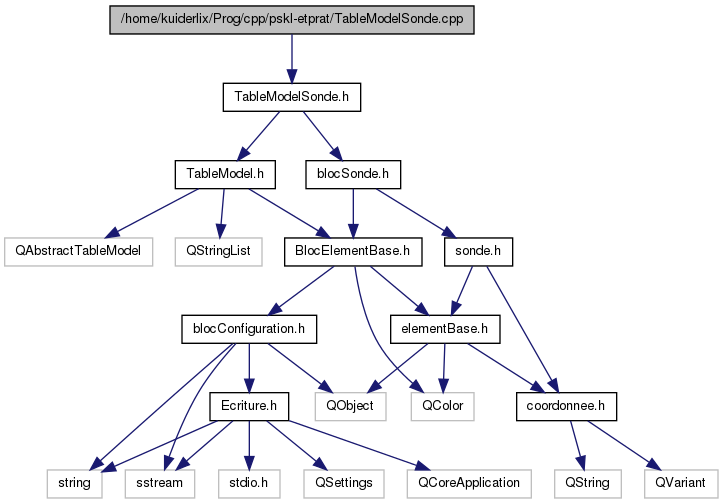 /home/kuiderlix/Prog/cpp/pskl-etprat/TableModelSonde.cpp
TableModelSonde.h
TableModel.h
blocSonde.h
QAbstractTableModel
QStringList
BlocElementBase.h
sonde.h
blocConfiguration.h
elementBase.h
Ecriture.h
QObject
QColor
coordonnee.h
string
sstream
stdio.h
QSettings
QCoreApplication
QString
QVariant